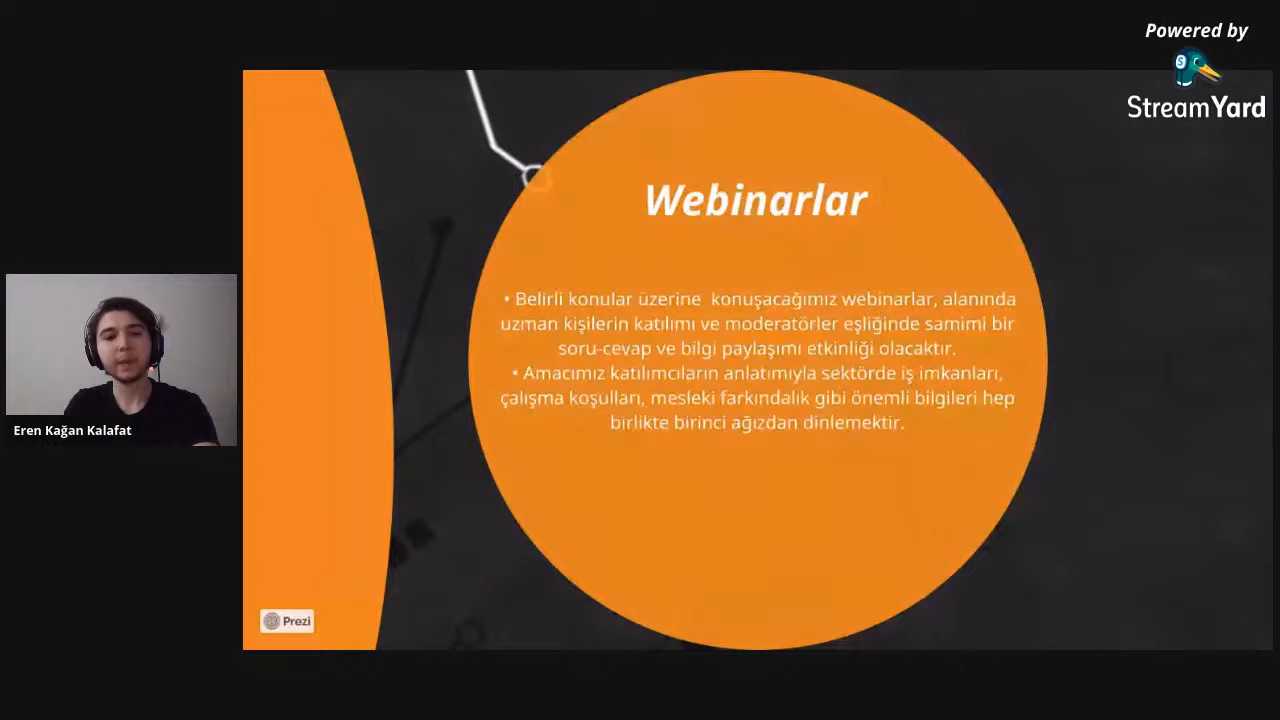 Powered by
StreamYard
Webinarlar
• Belirli konular üzerine  konuşacağımız webinarlar, alanında
uzman kişilerin katılımı ve moderatörler eşliğinde samimi bir
soru-cevap ve bilgi paylaşımı etkinliği olacaktır.
• Amacımız katılımcıların anlatımıyla sektörde iş imkanları,
çalışma koşulları, mesleki farkındalık gibi önemli bilgileri hep
birlikte birinci ağızdan dinlemektir.
Eren Kağan Kalafat
Prezi